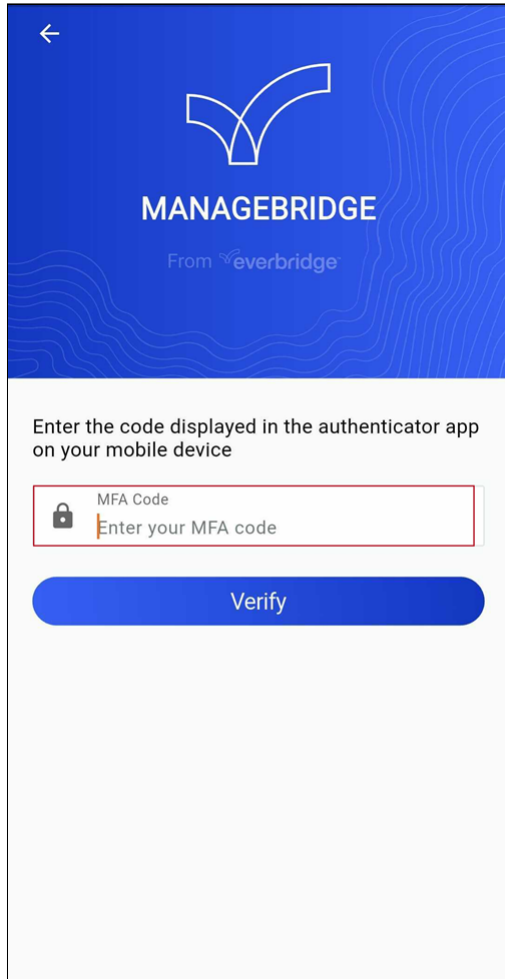 MANAGEBRIDGE
From everbridge™
Enter the code displayed in the authenticator app
on your mobile device
MFA Code
Enter your MFA code
Verify